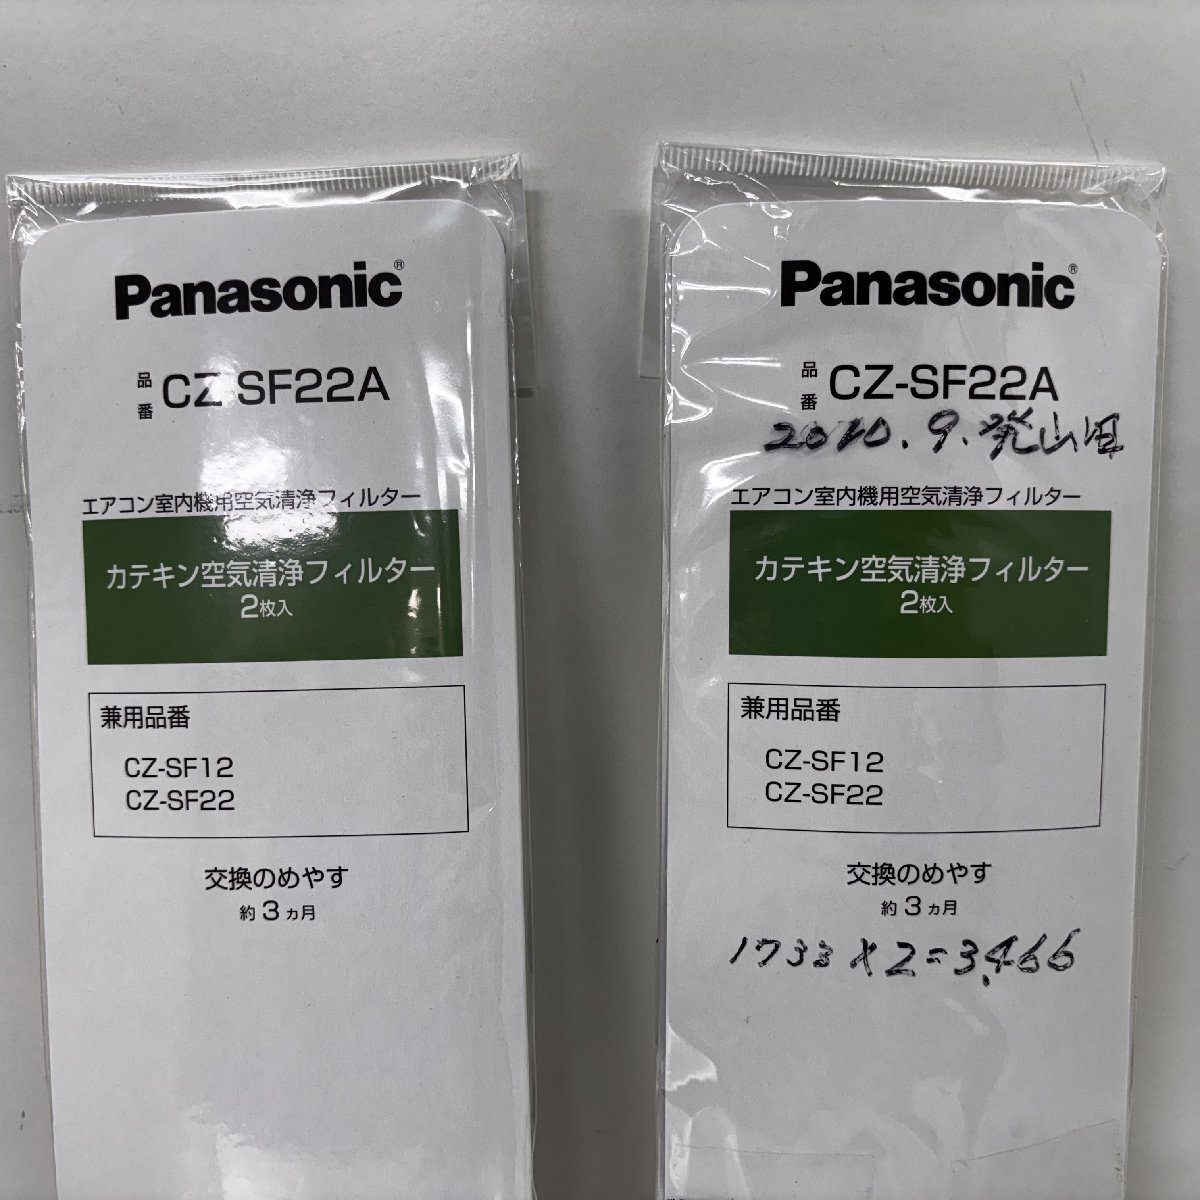 Panasonic®
品番 CZ-SF22A
エアコン室内機用空気清浄フィルター
カテキン空気清浄フィルター
2枚入
兼用品番
CZ-SF12
CZ-SF22
交換のめやす
約3ヵ月
Panasonic®
品番 CZ-SF22A
2010.9.
エアコン室内機用空気清浄フィルター
カテキン空気清浄フィルター
2枚入
兼用品番
CZ-SF12
CZ-SF22
交換のめやす
約3ヵ月
1733×2=3,466